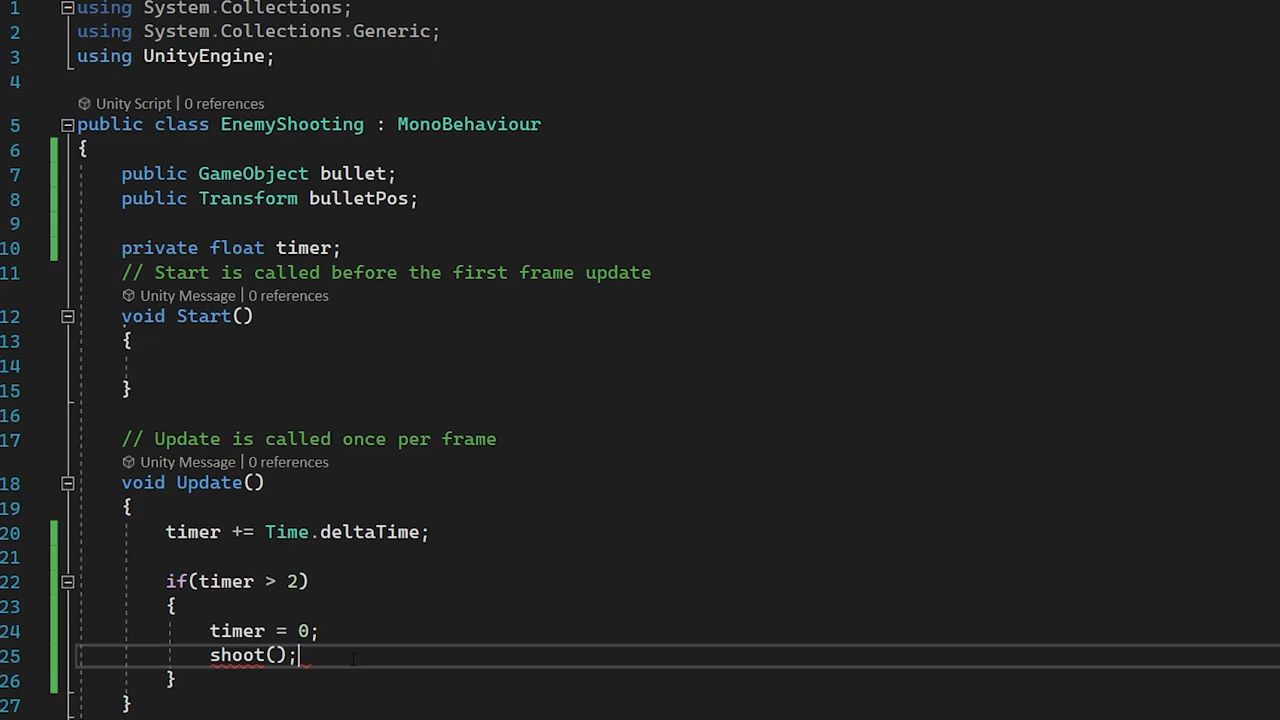 1 using System.Collections;
2 using System.Collections.Generic;
3 using UnityEngine;
4
Unity Script | 0 references
5 public class EnemyShooting : MonoBehaviour
6 {
7 public GameObject bullet;
8 public Transform bulletPos;
9
10 private float timer;
11 // Start is called before the first frame update
Unity Message | 0 references
12 void Start()
13 {
14
15 }
16
17 // Update is called once per frame
Unity Message | 0 references
18 void Update()
19 {
20 timer += Time.deltaTime;
21
22 if(timer > 2)
23 {
24 timer = 0;
25 shoot();
26 }
27 }